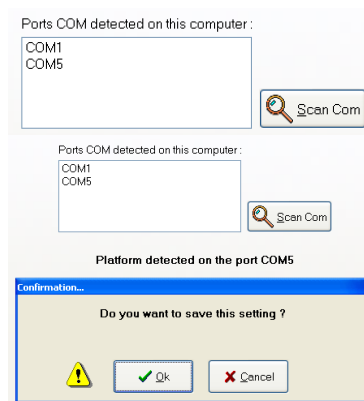 Ports COM detected on this computer :
COM1
COM5
Scan Com
Ports COM detected on this computer :
COM1
COM5
Scan Com
Platform detected on the port COM5
Confirmation...
Do you want to save this setting ?
Ok
Cancel